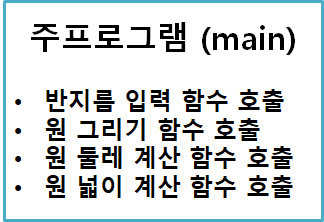 주프로그램 (main)
• 반지름 입력 함수 호출
• 원 그리기 함수 호출
• 원 둘레 계산 함수 호출
• 원 넓이 계산 함수 호출